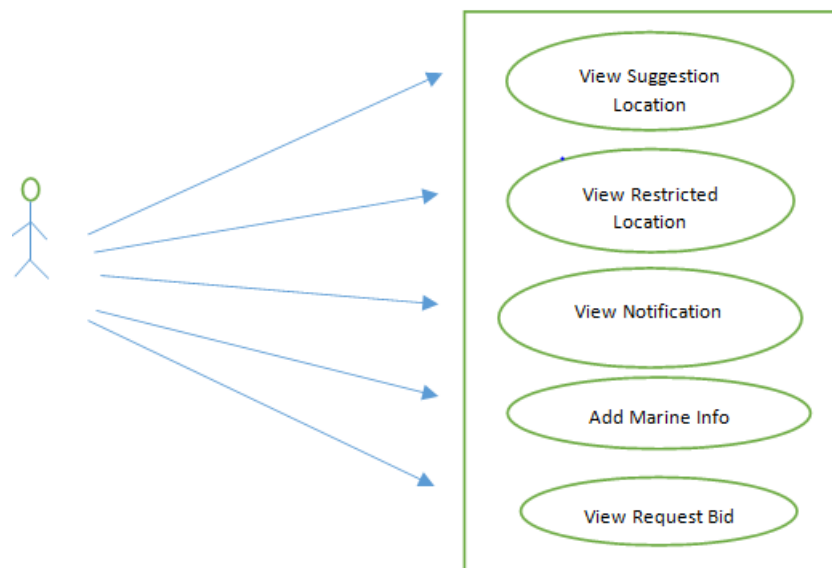 View Suggestion
Location
View Restricted
Location
View Notification
Add Marine Info
View Request Bid